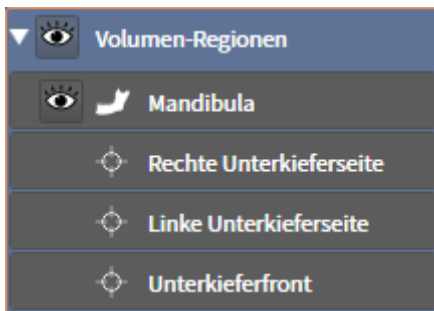 Volumen-Regionen
Mandibula
Rechte Unterkieferseite
Linke Unterkieferseite
Unterkieferfront